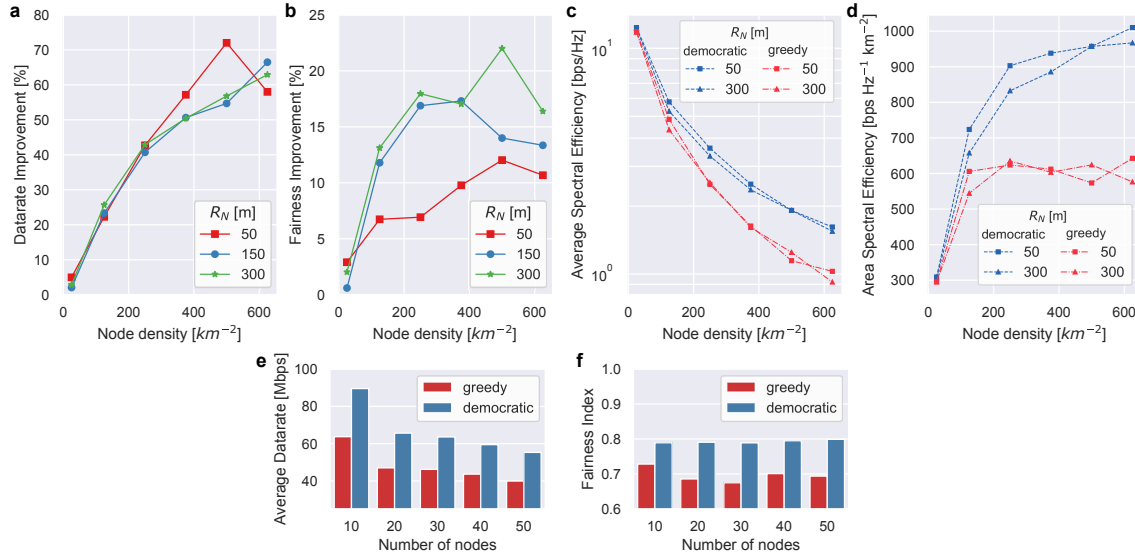 a
Datarate Improvement [%]
80
70
60
50
40
30
20
10
0
R_N [m]
50
150
300
0 200 400 600
Node density [km⁻²]
b
Fairness Improvement [%]
25
20
15
10
5
0
R_N [m]
50
150
300
0 200 400 600
Node density [km⁻²]
c
Average Spectral Efficiency [bps/Hz]
10¹
10⁰
R_N [m]
democratic greedy
50 50
300 300
0 200 400 600
Node density [km⁻²]
d
Area Spectral Efficiency [bps Hz⁻¹ km⁻²]
1000
900
800
700
600
500
400
300
R_N [m]
democratic greedy
50 50
300 300
0 200 400 600
Node density [km⁻²]
e
Average Datarate [Mbps]
100
80
60
40
greedy
democratic
10 20 30 40 50
Number of nodes
f
Fairness Index
1.0
0.9
0.8
0.7
0.6
greedy
democratic
10 20 30 40 50
Number of nodes